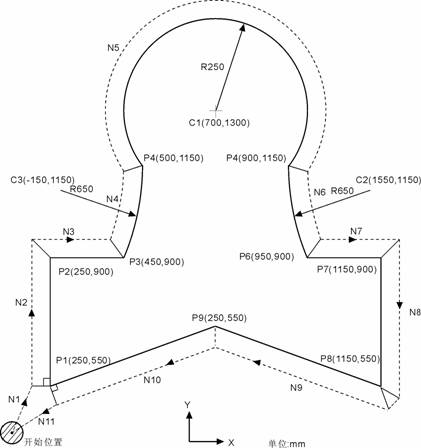 N5
R250
C1(700,1300)
P4(500,1150)
P4(900,1150)
C3(-150,1150)
R650
C2(1550,1150)
R650
N4
N6
N3
N7
P2(250,900)
P3(450,900)
P6(950,900)
P7(1150,900)
N2
N8
P9(250,550)
P1(250,550)
P8(1150,550)
N1
N10
N9
N11
开始位置
Y
X
单位:mm